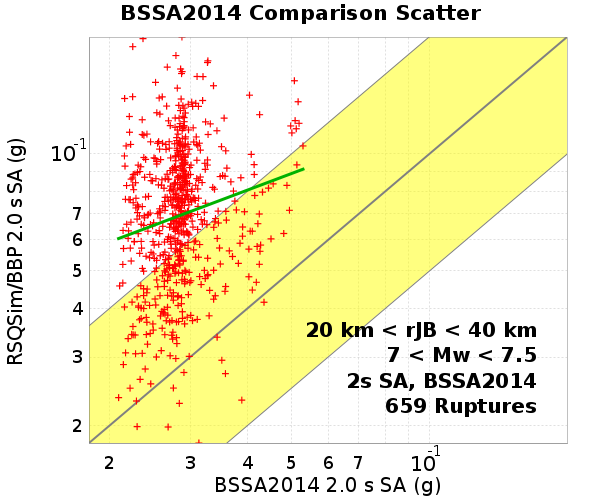 BSSA2014 Comparison Scatter
RSQSim/BBP 2.0 s SA (g)
10-1
7
6
5
4
3
2
20 km < rJB < 40 km
7 < Mw < 7.5
2s SA, BSSA2014
659 Ruptures
2 3 4 5 6 7 10-1
BSSA2014 2.0 s SA (g)